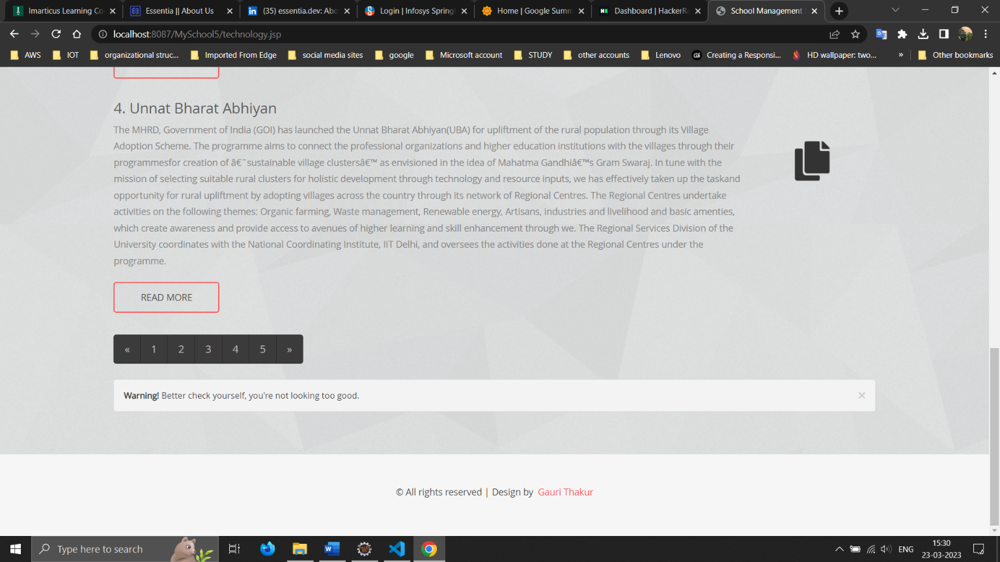 Imarticus Learning Co
Essentia || About Us
(35) essentia.dev: Abo
Login | Infosys Spring
Home | Google Summ
Dashboard | HackerRa
School Management S
localhost:8087/MySchool5/technology.jsp
AWS
IOT
organizational struc...
Imported From Edge
social media sites
google
Microsoft account
STUDY
other accounts
Lenovo
Creating a Responsi...
HD wallpaper: two...
»
Other bookmarks
4. Unnat Bharat Abhiyan
The MHRD, Government of India (GOI) has launched the Unnat Bharat Abhiyan(UBA) for upliftment of the rural population through its Village
Adoption Scheme. The programme aims to connect the professional organizations and higher education institutions with the villages through their
programmesfor creation of â€˜sustainable village clustersâ€™ as envisioned in the idea of Mahatma Gandhiâ€™s Gram Swaraj. In tune with the
mission of selecting suitable rural clusters for holistic development through technology and resource inputs, we has effectively taken up the taskand
opportunity for rural upliftment by adopting villages across the country through its network of Regional Centres. The Regional Centres undertake
activities on the following themes: Organic farming, Waste management, Renewable energy, Artisans, industries and livelihood and basic amenties,
which create awareness and provide access to avenues of higher learning and skill enhancement through we. The Regional Services Division of the
University coordinates with the National Coordinating Institute, IIT Delhi, and oversees the activities done at the Regional Centres under the
programme.
READ MORE
« 1 2 3 4 5 »
Warning! Better check yourself, you're not looking too good. ×
© All rights reserved | Design by Gauri Thakur
Type here to search
ENG
15:30
23-03-2023